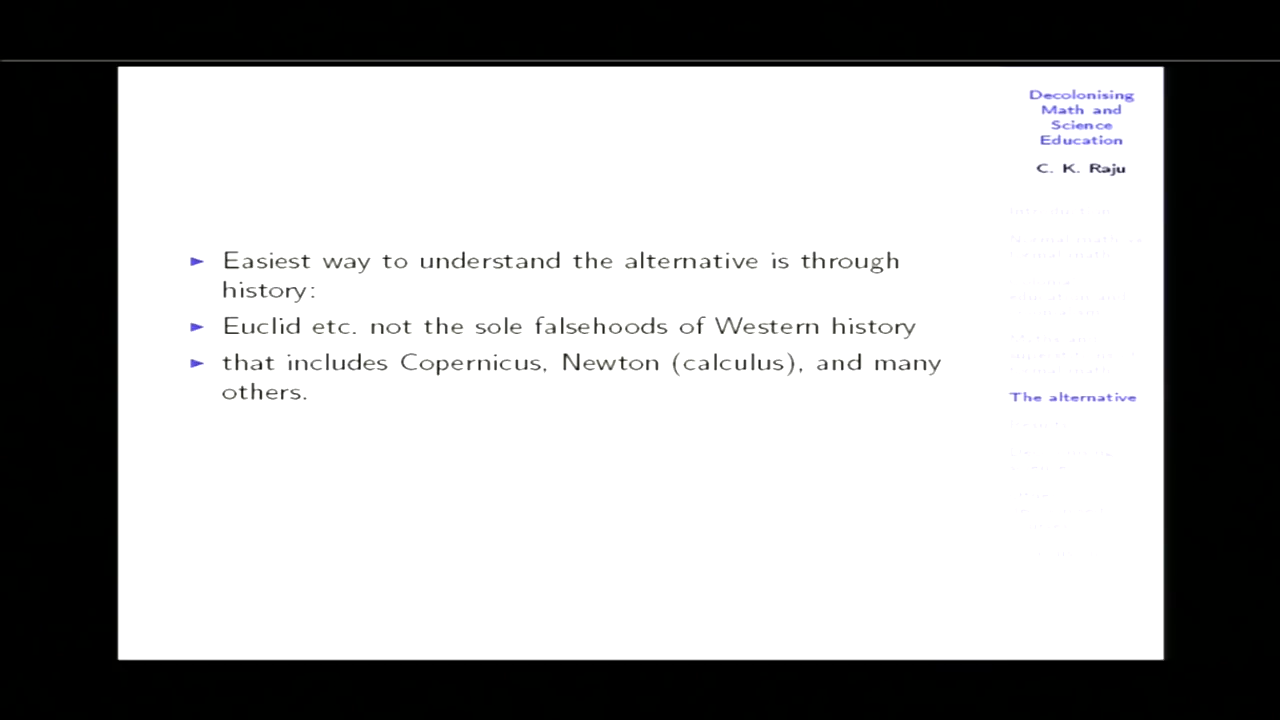 Decolonising
Math and
Science
Education
C. K. Raju
► Easiest way to understand the alternative is through
history:
► Euclid etc. not the sole falsehoods of Western history
► that includes Copernicus, Newton (calculus), and many
others.
The alternative